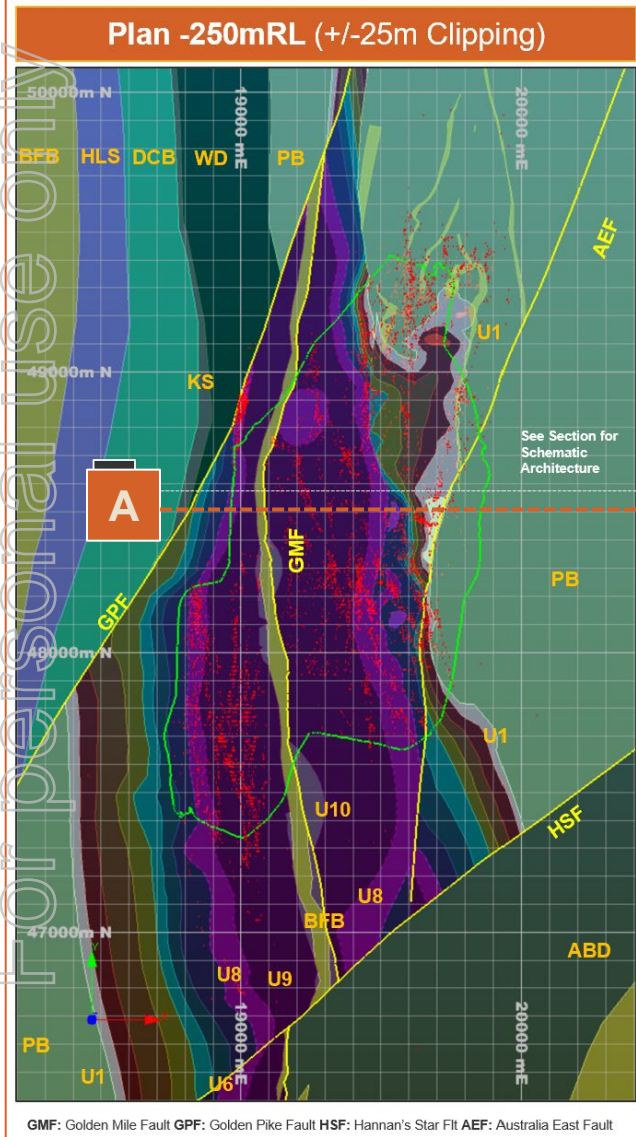 Plan -250mRL (+/-25m Clipping)
50000m N
19000 mE
20000 mE
BFB HLS DCB WD PB
AEF
U1
49000m N
KS
See Section for
Schematic
Architecture
A
GMF
PB
GPF
48000m N
U1
U10
HSF
U8
BFB
47000m N
ABD
U8 U9
Y
PB
19000 mE
20000 mE
U1
U6
For personal use only
GMF: Golden Mile Fault GPF: Golden Pike Fault HSF: Hannan's Star Flt AEF: Australia East Fault